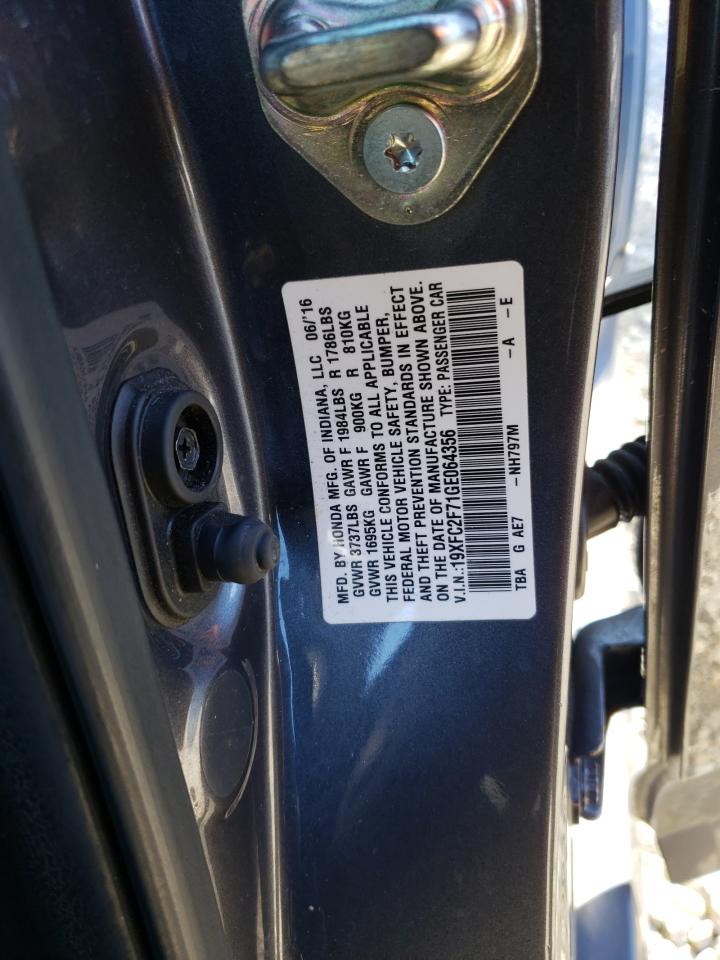 MFD. BY HONDA MFG. OF INDIANA, LLC 06/'16
GVWR 3737LBS GAWR F 1984LBS R 1786LBS
GVWR 1695KG GAWR F 900KG R 810KG
THIS VEHICLE CONFORMS TO ALL APPLICABLE
FEDERAL MOTOR VEHICLE SAFETY, BUMPER,
AND THEFT PREVENTION STANDARDS IN EFFECT
ON THE DATE OF MANUFACTURE SHOWN ABOVE.
V.I.N.:19XFC2F71GE064356 TYPE: PASSENGER CAR
TBA G AE7 -NH797M -A -E